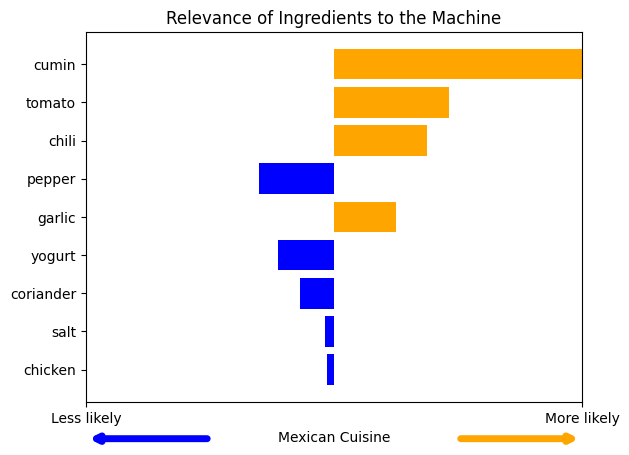 Relevance of Ingredients to the Machine
cumin
tomato
chili
pepper
garlic
yogurt
coriander
salt
chicken
Less likely
More likely
Mexican Cuisine